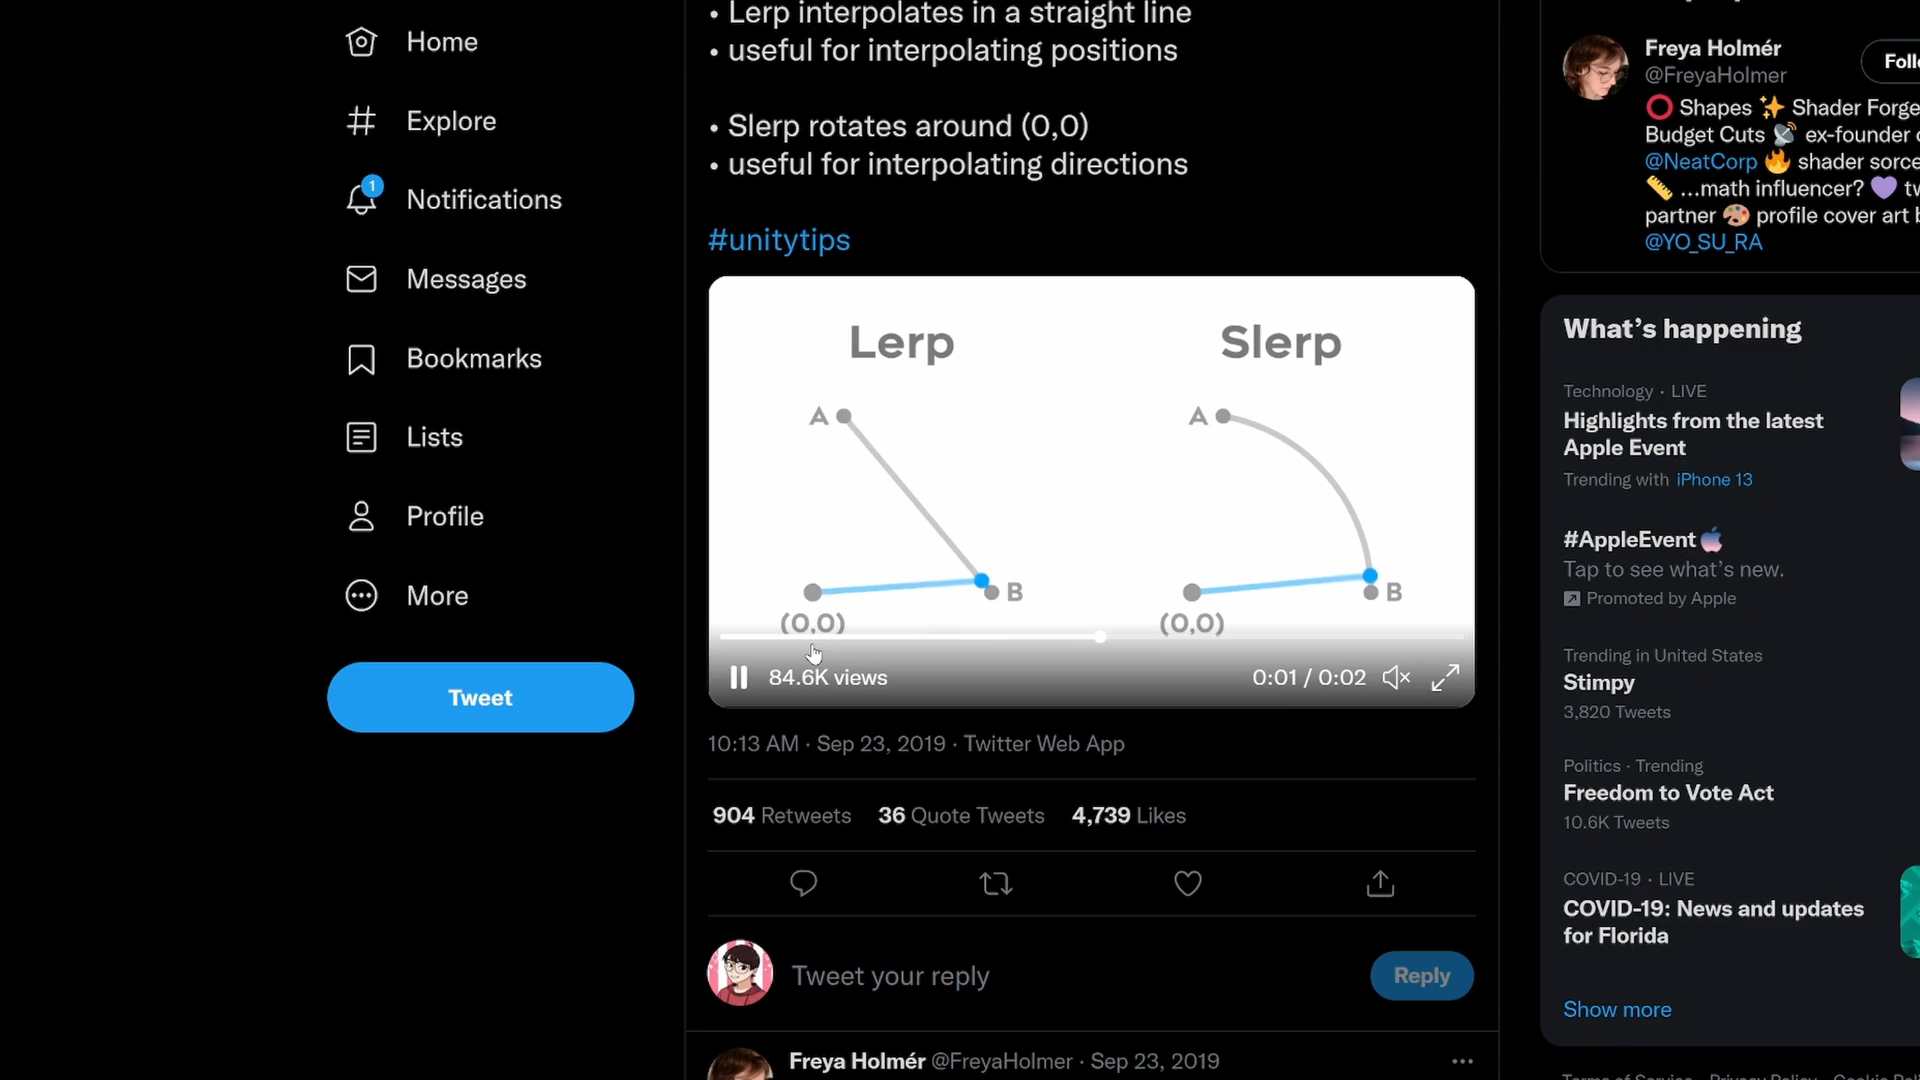 Home
Explore
1
Notifications
Messages
Bookmarks
Lists
Profile
More
Tweet
• Lerp interpolates in a straight line
• useful for interpolating positions
• Slerp rotates around (0,0)
• useful for interpolating directions
#unitytips
Lerp
Slerp
A
A
B
B
(0,0)
(0,0)
84.6K views
0:01 / 0:02
10:13 AM · Sep 23, 2019 · Twitter Web App
904 Retweets 36 Quote Tweets 4,739 Likes
Tweet your reply
Reply
Freya Holmér @FreyaHolmer · Sep 23, 2019
Freya Holmér
@FreyaHolmer
⭕ Shapes ✨ Shader Forge
Budget Cuts 📡 ex-founder
@NeatCorp 🔥 shader sorce
📏 ...math influencer? 💜 tw
partner 🎨 profile cover art b
@YO_SU_RA
Foll
What's happening
Technology · LIVE
Highlights from the latest
Apple Event
Trending with iPhone 13
#AppleEvent
Tap to see what's new.
Promoted by Apple
Trending in United States
Stimpy
3,820 Tweets
Politics · Trending
Freedom to Vote Act
10.6K Tweets
COVID-19 · LIVE
COVID-19: News and updates
for Florida
Show more